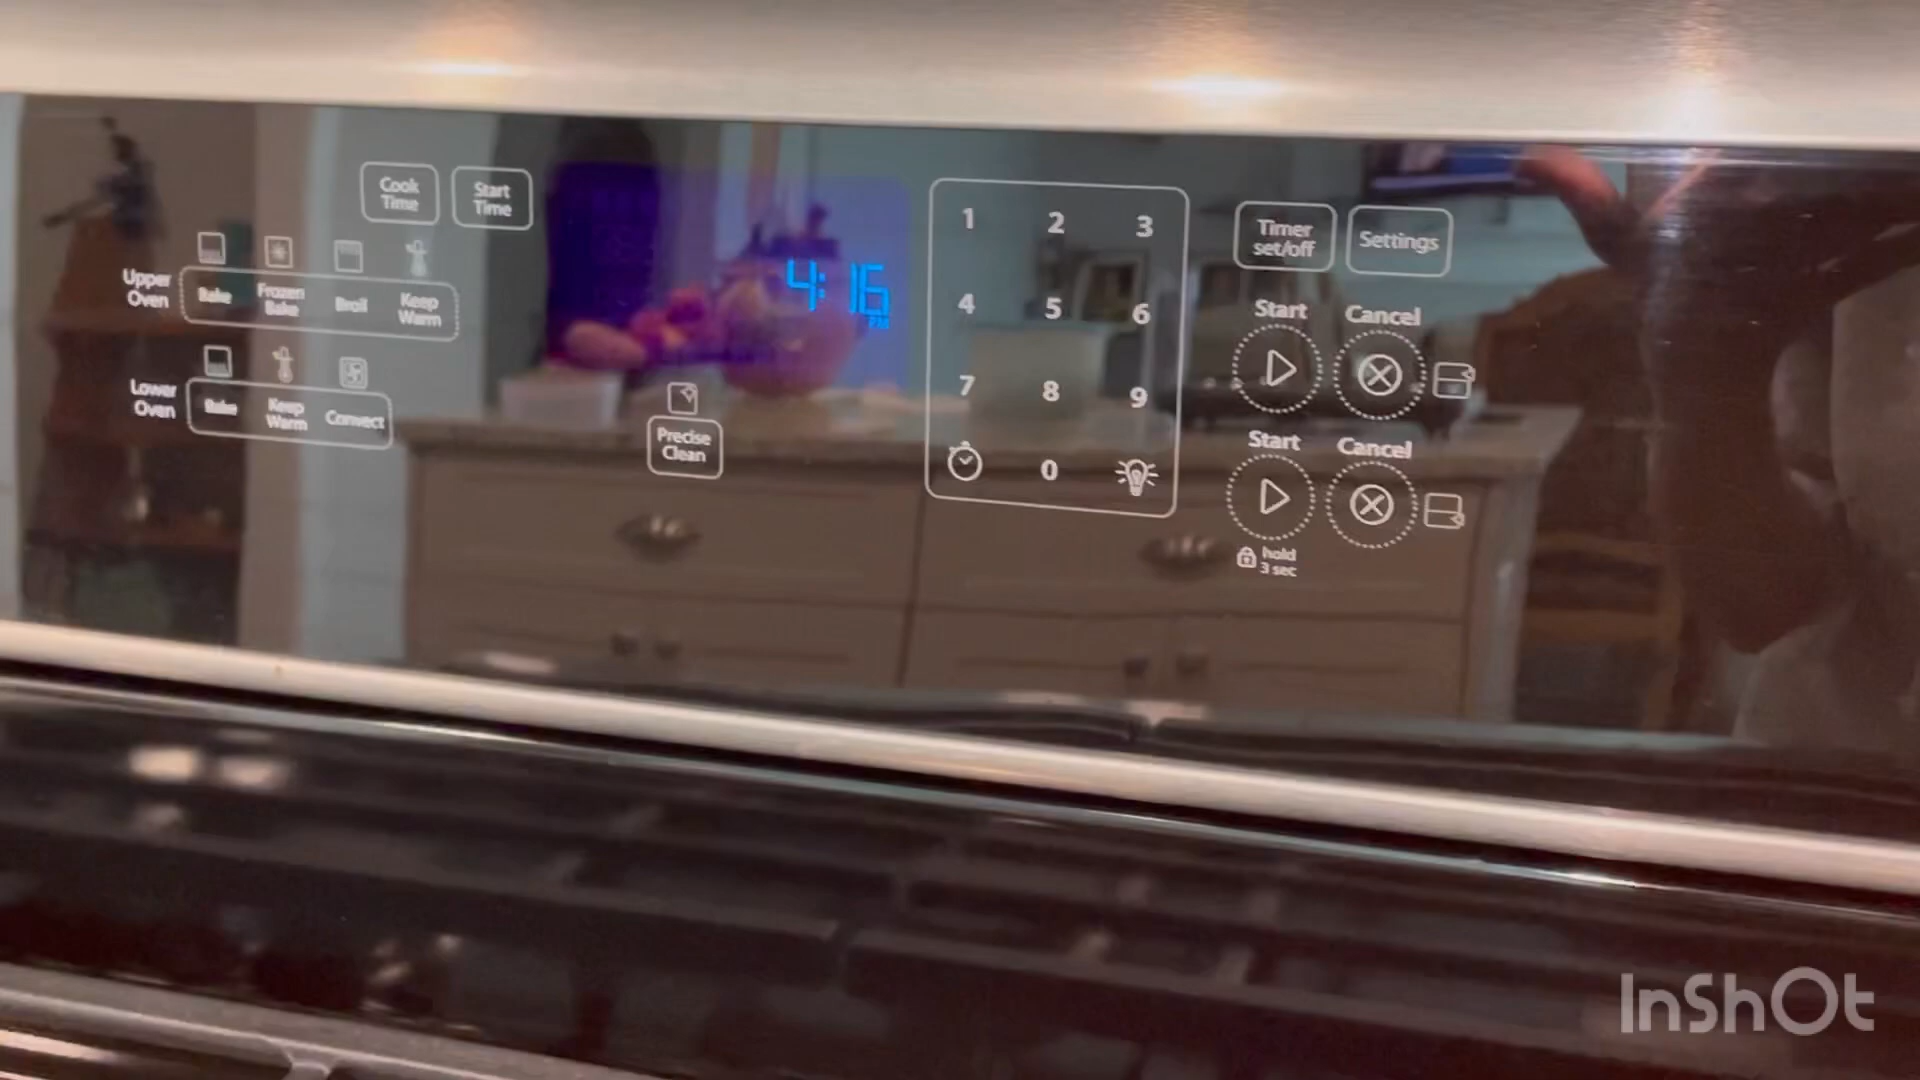 Cook
Time
Start
Time
Upper
Oven
Bake
Frozen
Bake
Broil
Keep
Warm
Lower
Oven
Bake
Keep
Warm
Convect
4:16
PM
Precise
Clean
1 2 3
4 5 6
7 8 9
0
Timer
set/off
Settings
Start
Cancel
Start
Cancel
hold
3 sec
InShOt